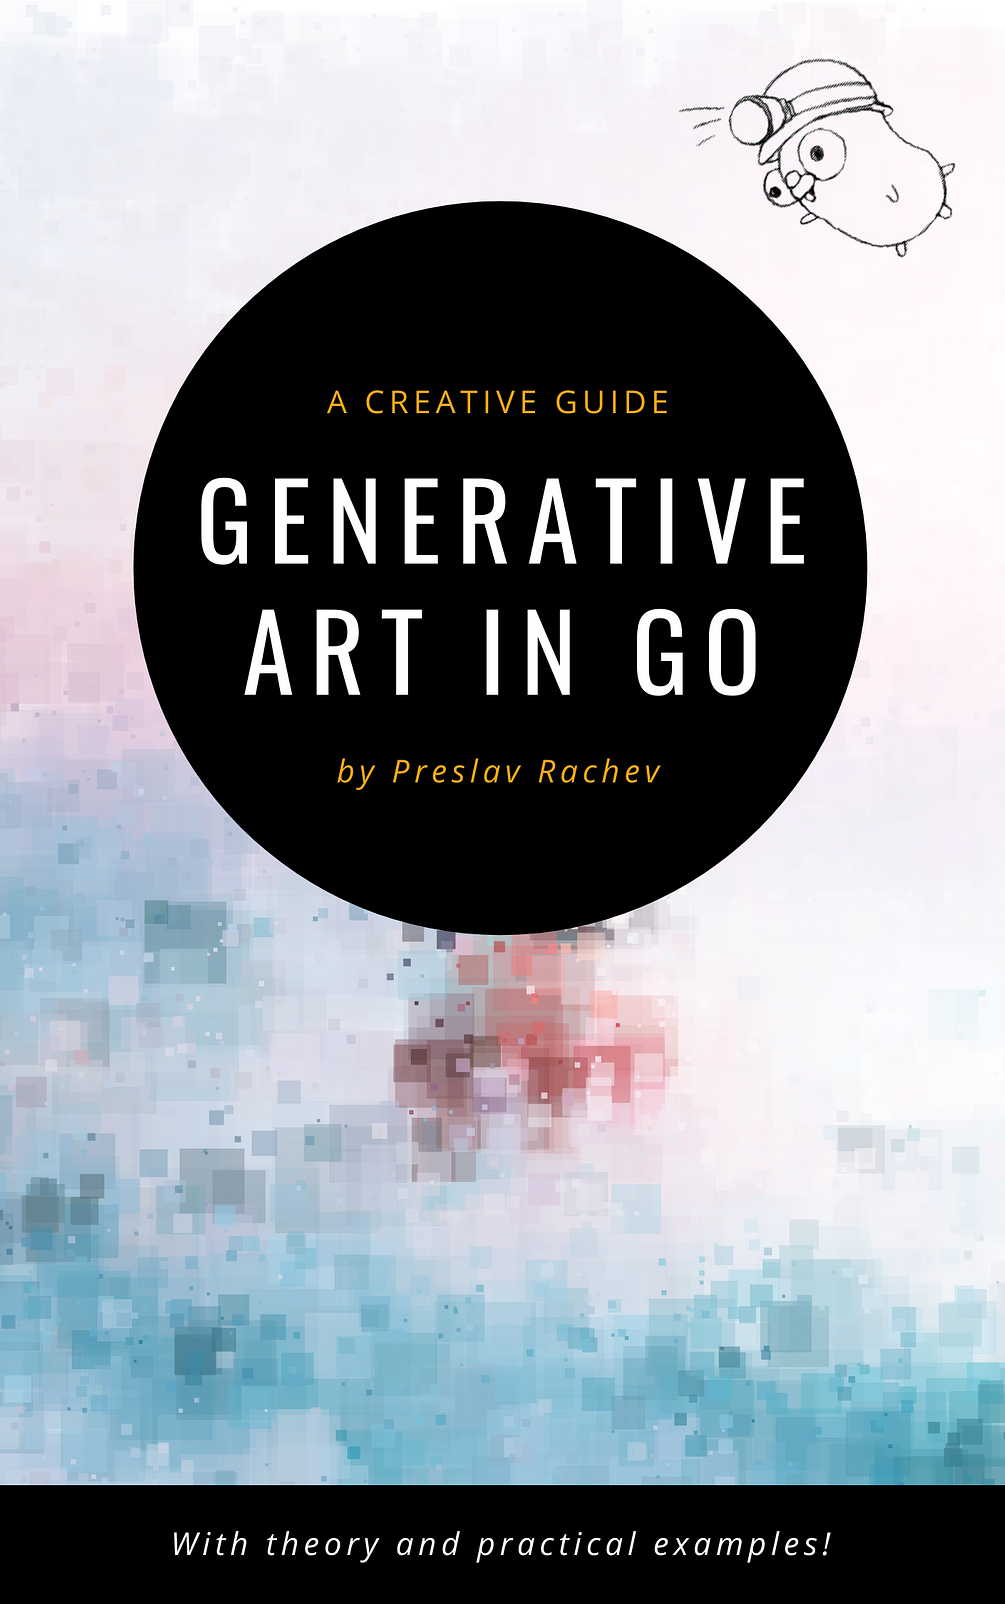 A CREATIVE GUIDE
GENERATIVE
ART IN GO
by Preslav Rachev
With theory and practical examples!